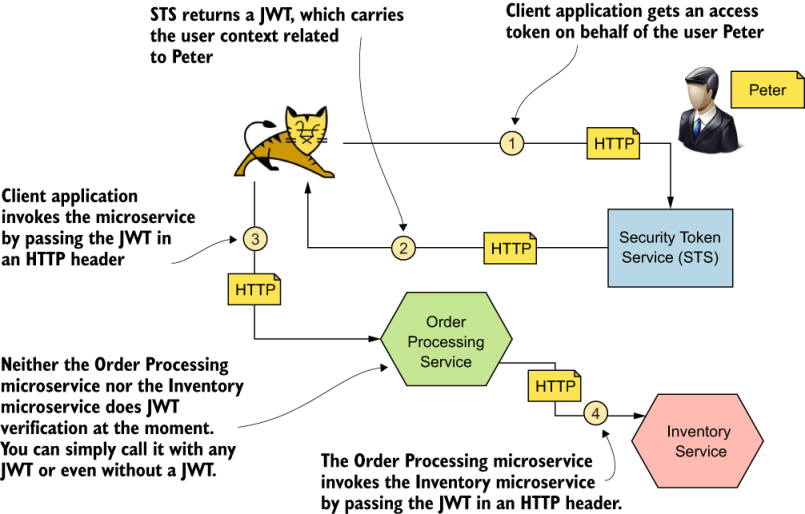 STS returns a JWT, which carries
the user context related
to Peter
Client application gets an access
token on behalf of the user Peter
Peter
1
HTTP
Client application
invokes the microservice
by passing the JWT in
an HTTP header
3
2
HTTP
Security Token
Service (STS)
HTTP
Order
Processing
Service
Neither the Order Processing
microservice nor the Inventory
microservice does JWT
verification at the moment.
You can simply call it with any
JWT or even without a JWT.
HTTP
4
Inventory
Service
The Order Processing microservice
invokes the Inventory microservice
by passing the JWT in an HTTP header.